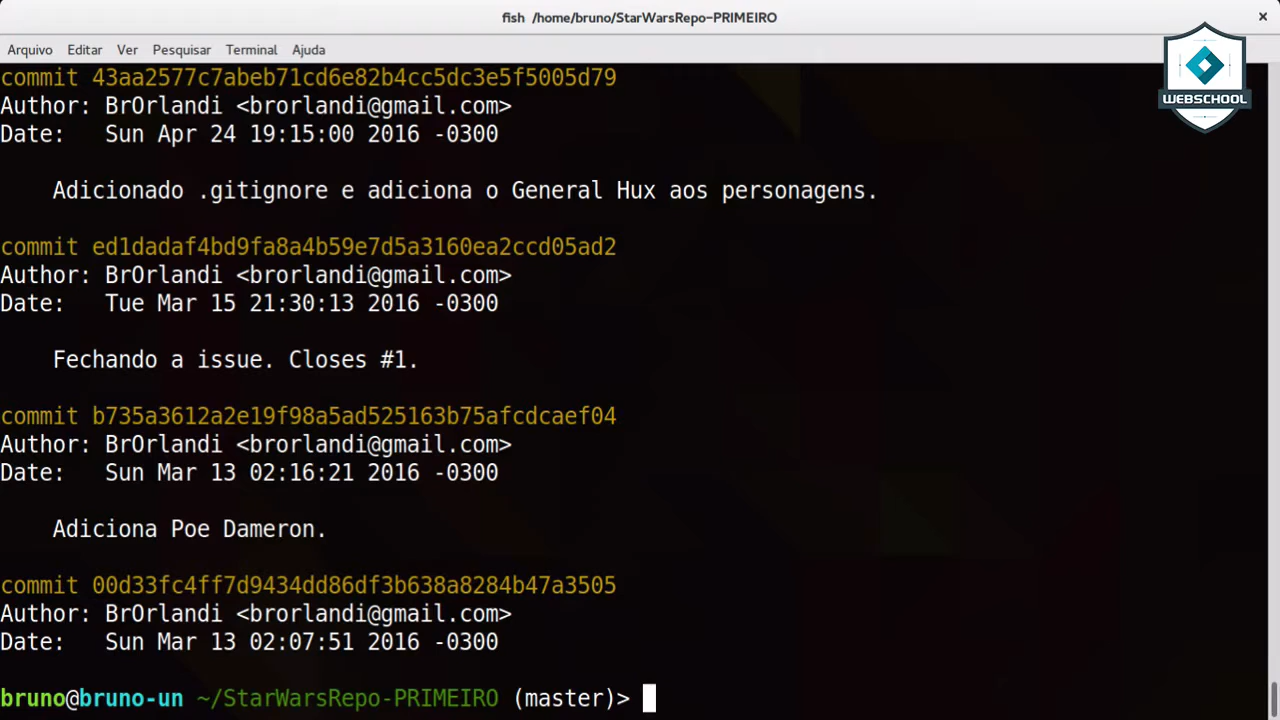 fish /home/bruno/StarWarsRepo-PRIMEIRO
Arquivo Editar Ver Pesquisar Terminal Ajuda
WEBSCHOOL
commit 43aa2577c7abeb71cd6e82b4cc5dc3e5f5005d79
Author: BrOrlandi <brorlandi@gmail.com>
Date: Sun Apr 24 19:15:00 2016 -0300
Adicionado .gitignore e adiciona o General Hux aos personagens.
commit ed1dadaf4bd9fa8a4b59e7d5a3160ea2ccd05ad2
Author: BrOrlandi <brorlandi@gmail.com>
Date: Tue Mar 15 21:30:13 2016 -0300
Fechando a issue. Closes #1.
commit b735a3612a2e19f98a5ad525163b75afcdcaef04
Author: BrOrlandi <brorlandi@gmail.com>
Date: Sun Mar 13 02:16:21 2016 -0300
Adiciona Poe Dameron.
commit 00d33fc4ff7d9434dd86df3b638a8284b47a3505
Author: BrOrlandi <brorlandi@gmail.com>
Date: Sun Mar 13 02:07:51 2016 -0300
bruno@bruno-un ~/StarWarsRepo-PRIMEIRO (master)>